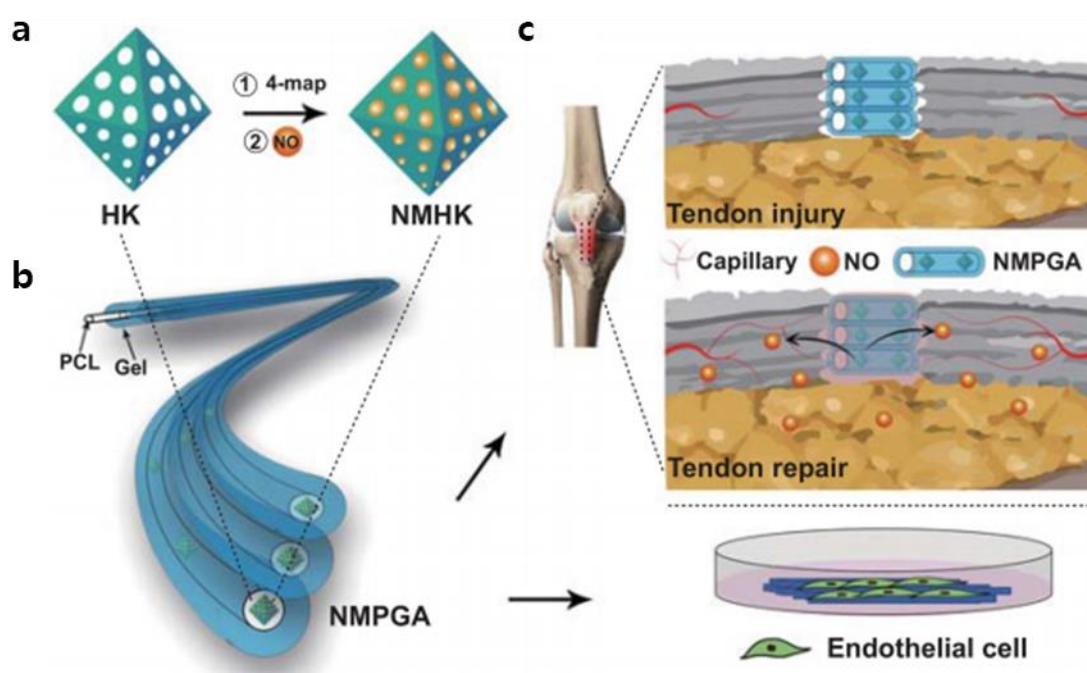 a
① 4-map
② NO
HK
NMHK
b
PCL
Gel
NMPGA
c
Tendon injury
Capillary NO NMPGA
Tendon repair
Endothelial cell